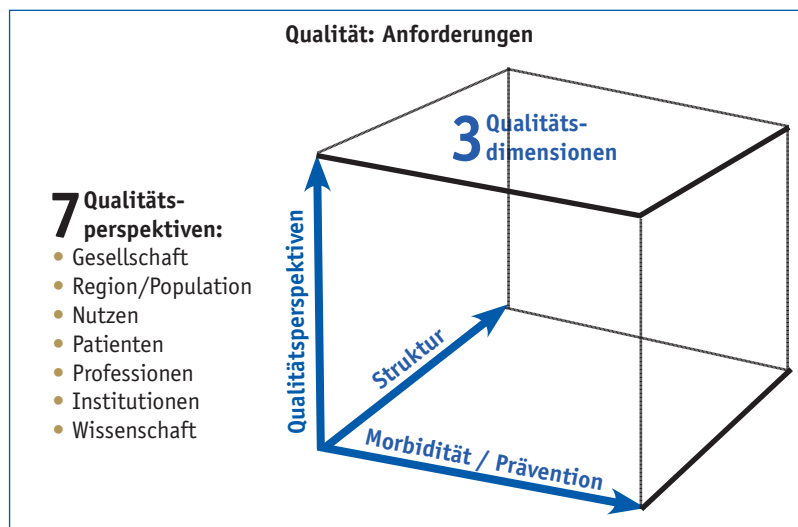 Qualität: Anforderungen
3 Qualitäts-
dimensionen
7 Qualitäts-
perspektiven:
• Gesellschaft
• Region/Population
• Nutzen
• Patienten
• Professionen
• Institutionen
• Wissenschaft
Qualitätsperspektiven
Struktur
Morbidität / Prävention